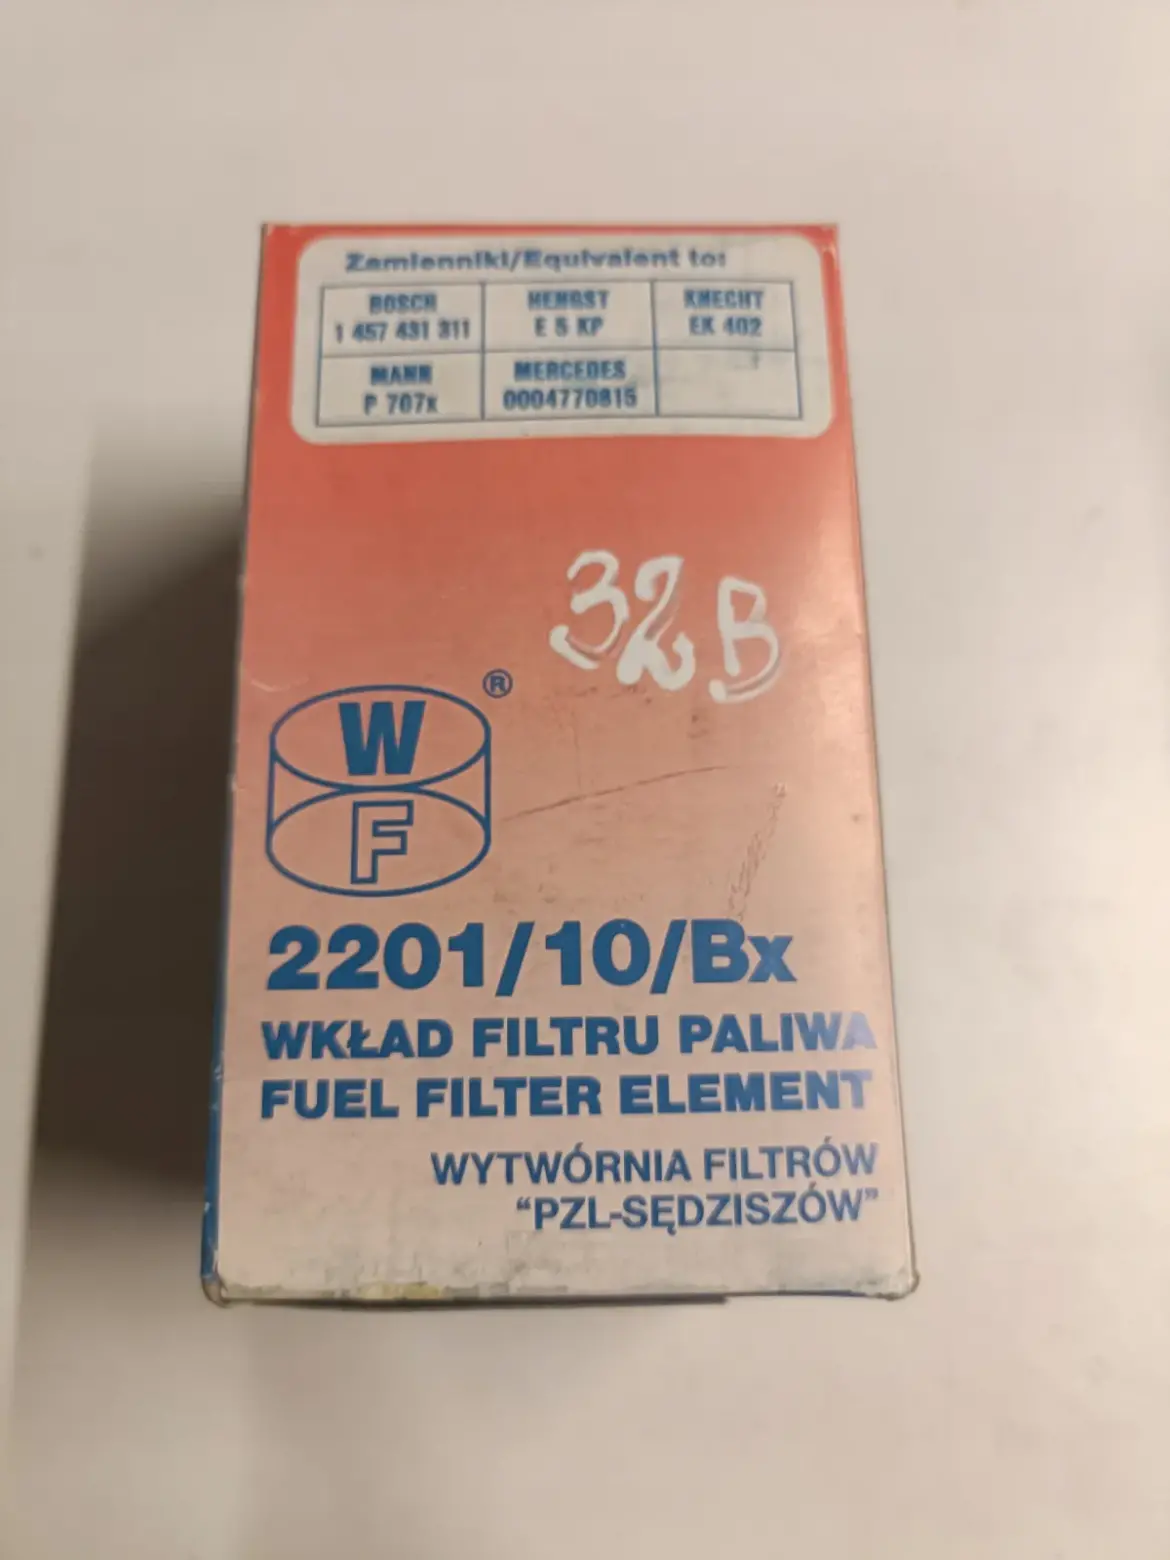 Zamienniki/Equivalent to:
BOSCH HENGST KNECHT
1 457 431 311 E 5 KP EK 402
MANN MERCEDES
P 707x 0004770815
32B
®
W
F
2201/10/Bx
WKŁAD FILTRU PALIWA
FUEL FILTER ELEMENT
WYTWÓRNIA FILTRÓW
“PZL-SĘDZISZÓW”